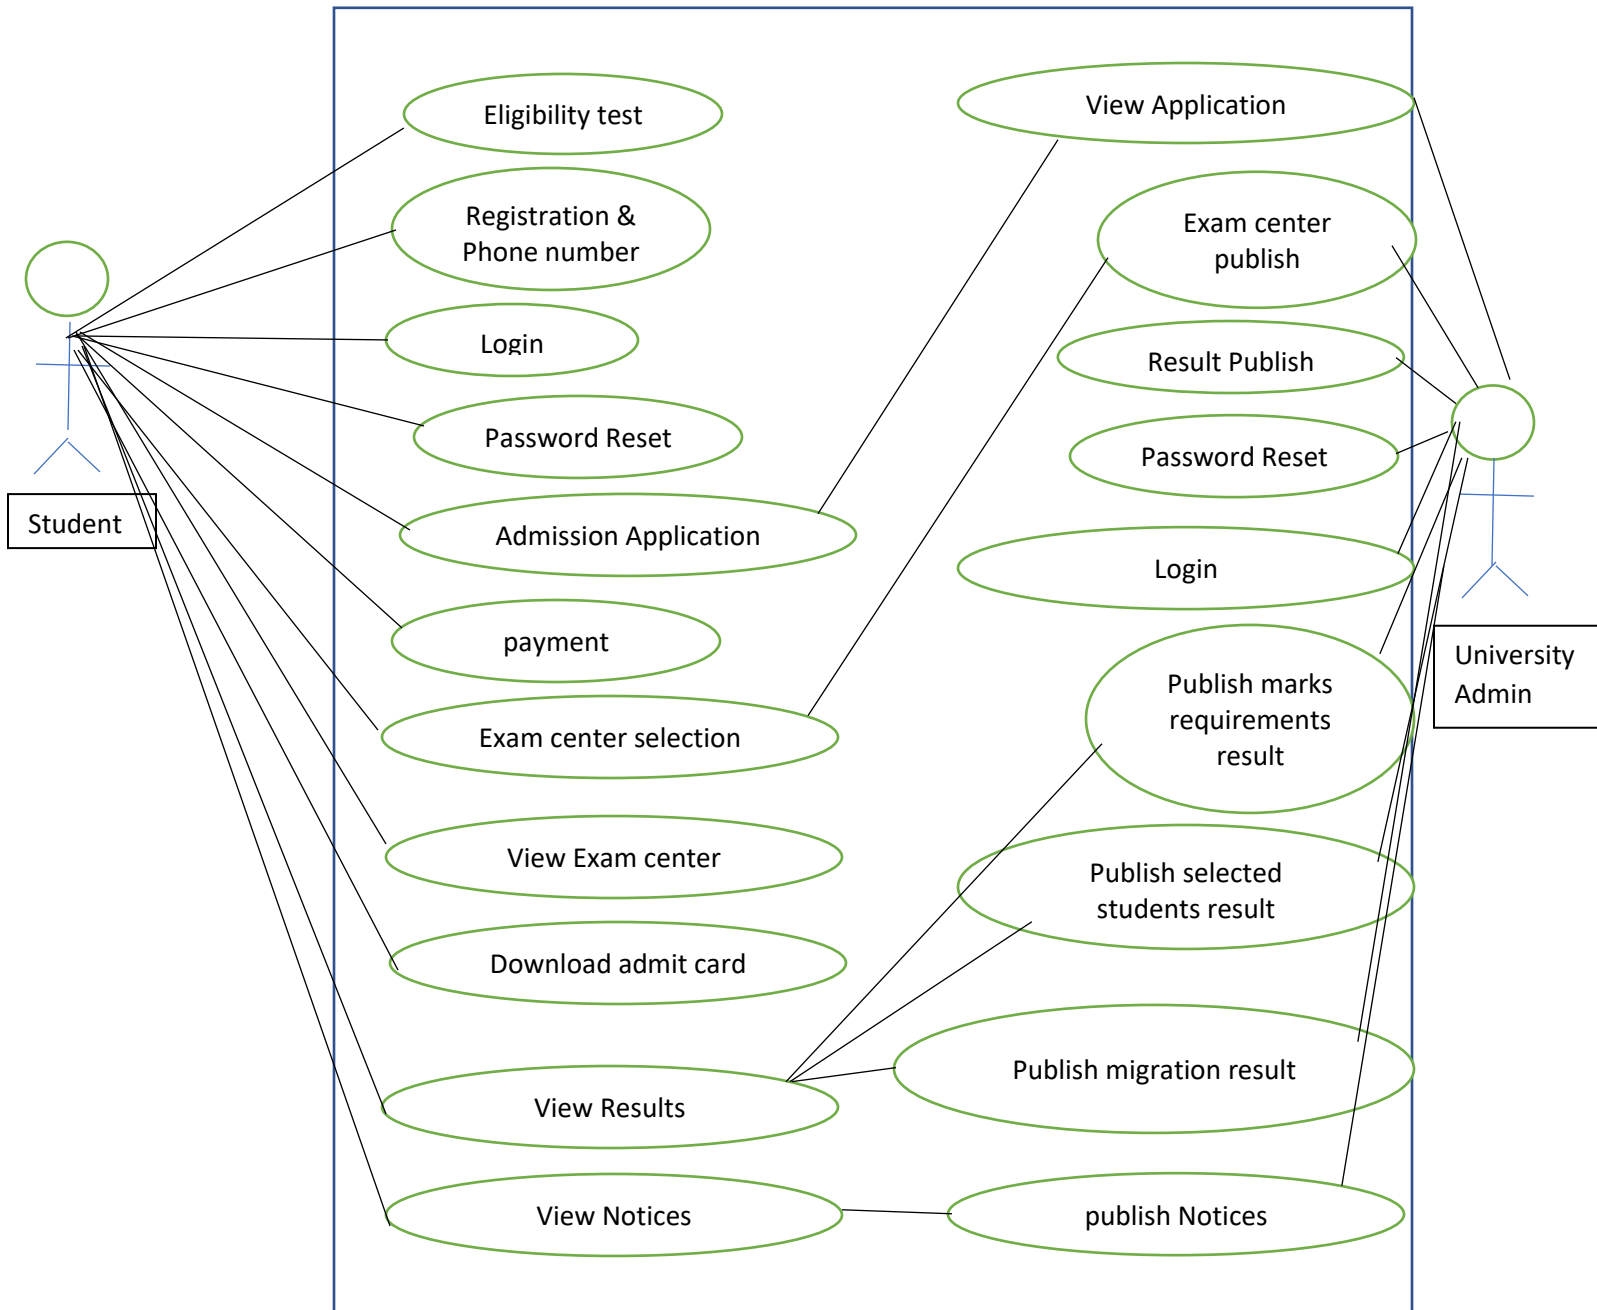 Eligibility test
Registration &
Phone number
Login
Password Reset
Admission Application
payment
Exam center selection
View Exam center
Download admit card
View Results
View Notices
Student
View Application
Exam center
publish
Result Publish
Password Reset
Login
Publish marks
requirements
result
Publish selected
students result
Publish migration result
publish Notices
University
Admin